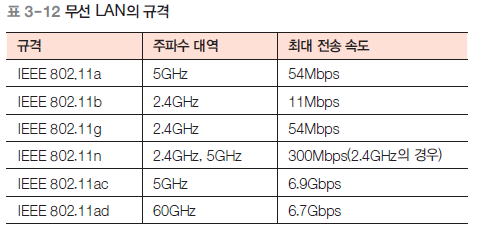 표 3-12 무선 LAN의 규격
규격 주파수 대역 최대 전송 속도
IEEE 802.11a 5GHz 54Mbps
IEEE 802.11b 2.4GHz 11Mbps
IEEE 802.11g 2.4GHz 54Mbps
IEEE 802.11n 2.4GHz, 5GHz 300Mbps(2.4GHz의 경우)
IEEE 802.11ac 5GHz 6.9Gbps
IEEE 802.11ad 60GHz 6.7Gbps